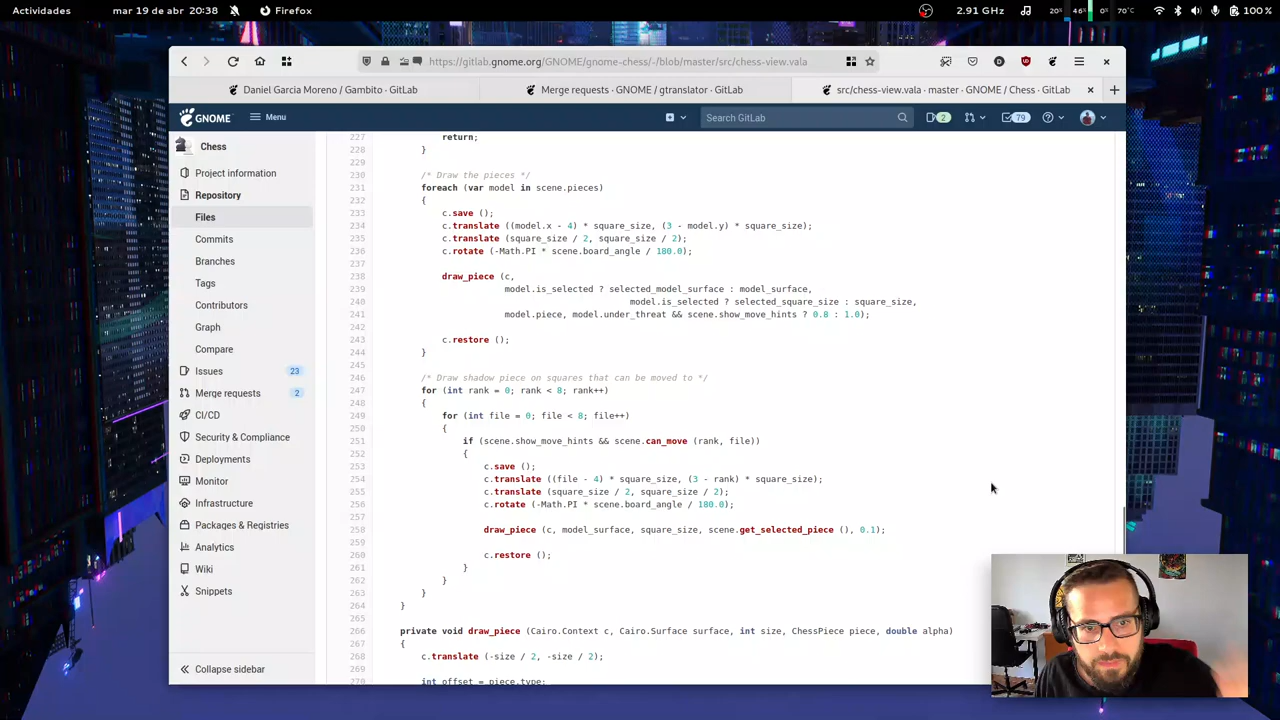 Actividades mar 19 de abr 20:38 Firefox 2.91 GHz 20% 46% 0% 70°C 100 %
https://gitlab.gnome.org/GNOME/gnome-chess/-/blob/master/src/chess-view.vala
Daniel Garcia Moreno / Gambito · GitLab
Merge requests · GNOME / gtranslator · GitLab
src/chess-view.vala · master · GNOME / Chess · GitLab
GNOME Menu Search GitLab 2 79
Chess
Project information
Repository
Files
Commits
Branches
Tags
Contributors
Graph
Compare
Issues 23
Merge requests 2
CI/CD
Security & Compliance
Deployments
Monitor
Infrastructure
Packages & Registries
Analytics
Wiki
Snippets
Collapse sidebar
227 return;
228 }
229
230 /* Draw the pieces */
231 foreach (var model in scene.pieces)
232 {
233 c.save ();
234 c.translate ((model.x - 4) * square_size, (3 - model.y) * square_size);
235 c.translate (square_size / 2, square_size / 2);
236 c.rotate (-Math.PI * scene.board_angle / 180.0);
237
238 draw_piece (c,
239 model.is_selected ? selected_model_surface : model_surface,
240 model.is_selected ? selected_square_size : square_size,
241 model.piece, model.under_threat && scene.show_move_hints ? 0.8 : 1.0);
242
243 c.restore ();
244 }
245
246 /* Draw shadow piece on squares that can be moved to */
247 for (int rank = 0; rank < 8; rank++)
248 {
249 for (int file = 0; file < 8; file++)
250 {
251 if (scene.show_move_hints && scene.can_move (rank, file))
252 {
253 c.save ();
254 c.translate ((file - 4) * square_size, (3 - rank) * square_size);
255 c.translate (square_size / 2, square_size / 2);
256 c.rotate (-Math.PI * scene.board_angle / 180.0);
257
258 draw_piece (c, model_surface, square_size, scene.get_selected_piece (), 0.1);
259
260 c.restore ();
261 }
262 }
263 }
264 }
265
266 private void draw_piece (Cairo.Context c, Cairo.Surface surface, int size, ChessPiece piece, double alpha)
267 {
268 c.translate (-size / 2, -size / 2);
269
270 int offset = piece.type;